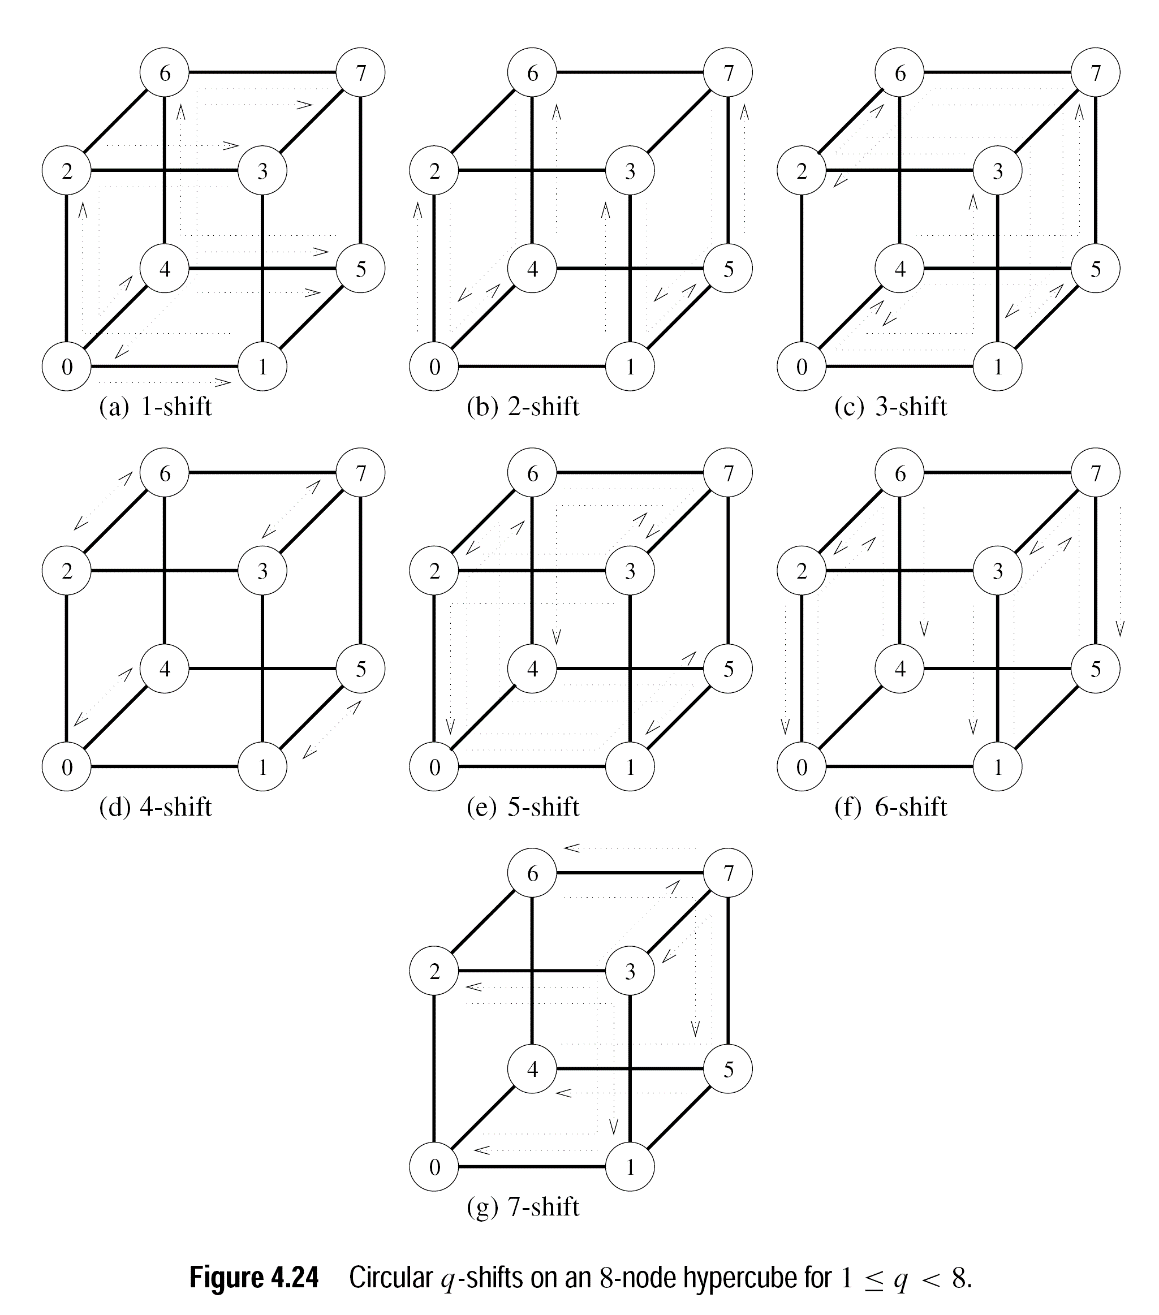 6 7 6 7 6 7
2 3 2 3 2 3
4 5 4 5 4 5
0 1 0 1 0 1
(a) 1-shift (b) 2-shift (c) 3-shift
6 7 6 7 6 7
2 3 2 3 2 3
4 5 4 5 4 5
0 1 0 1 0 1
(d) 4-shift (e) 5-shift (f) 6-shift
6 7
2 3
4 5
0 1
(g) 7-shift
Figure 4.24 Circular q-shifts on an 8-node hypercube for 1 ≤ q < 8.